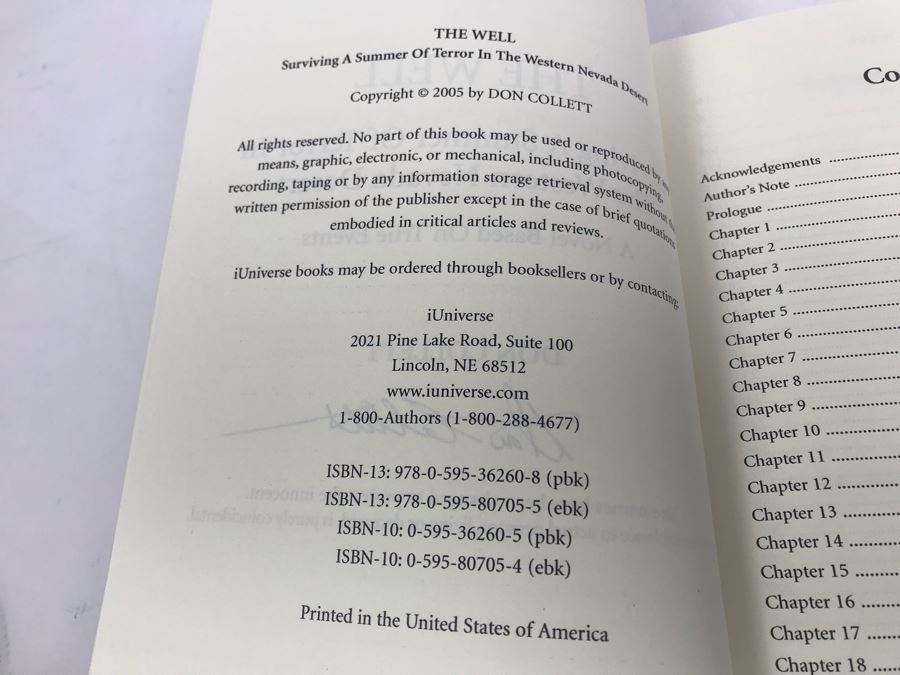 THE WELL
Surviving A Summer Of Terror In The Western Nevada Desert
Copyright © 2005 by DON COLLETT
All rights reserved. No part of this book may be used or reproduced by any
means, graphic, electronic, or mechanical, including photocopying,
recording, taping or by any information storage retrieval system without the
written permission of the publisher except in the case of brief quotations
embodied in critical articles and reviews.
iUniverse books may be ordered through booksellers or by contacting:
iUniverse
2021 Pine Lake Road, Suite 100
Lincoln, NE 68512
www.iuniverse.com
1-800-Authors (1-800-288-4677)
ISBN-13: 978-0-595-36260-8 (pbk)
ISBN-13: 978-0-595-80705-5 (ebk)
ISBN-10: 0-595-36260-5 (pbk)
ISBN-10: 0-595-80705-4 (ebk)
Printed in the United States of America
Co
Acknowledgements
Author's Note
Prologue
Chapter 1
Chapter 2
Chapter 3
Chapter 4
Chapter 5
Chapter 6
Chapter 7
Chapter 8
Chapter 9
Chapter 10
Chapter 11
Chapter 12
Chapter 13
Chapter 14
Chapter 15
Chapter 16
Chapter 17
Chapter 18